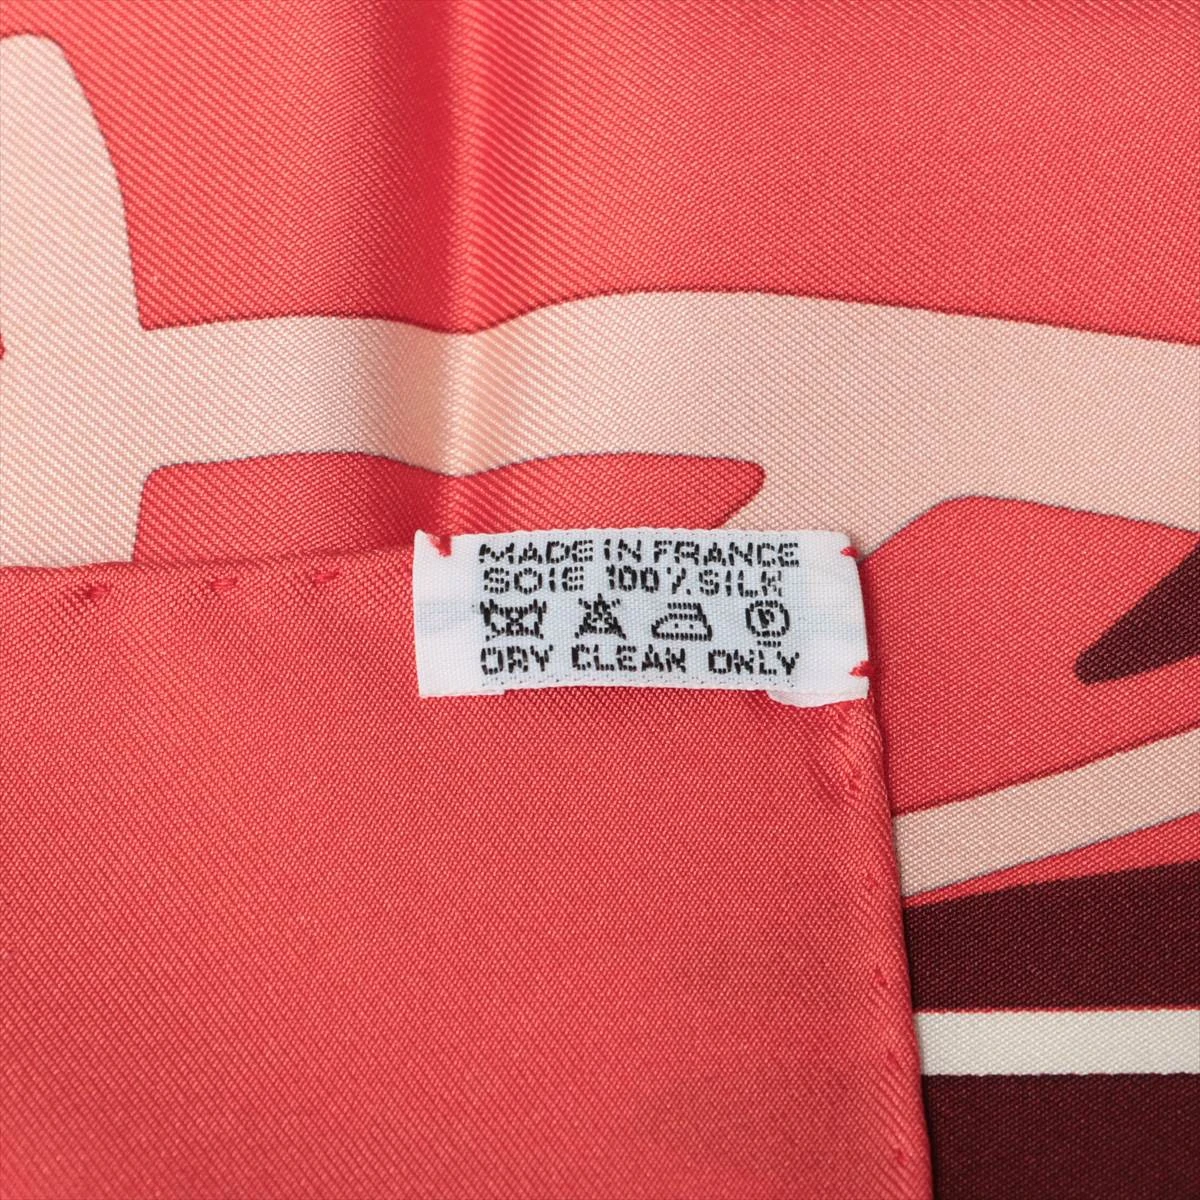 MADE IN FRANCE
SOIE 100% SILK
P
DRY CLEAN ONLY